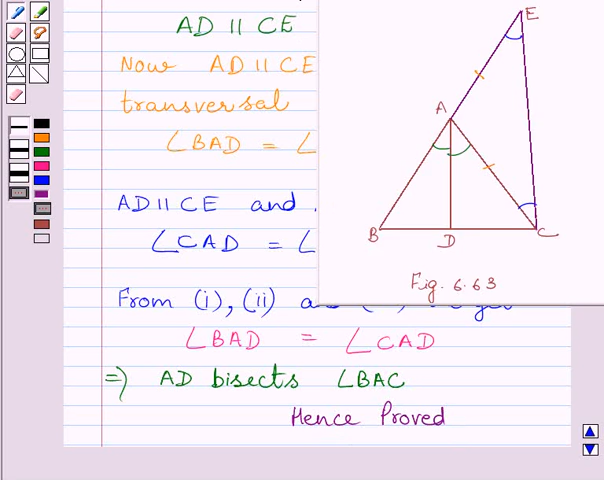 AD || CE
Now AD || CE
transversal
∠BAD = ∠
AD || CE and
∠CAD = ∠
From (i), (ii) a
∠BAD = ∠CAD
=> AD bisects ∠BAC
Hence Proved
E
A
B
D
C
Fig. 6.63